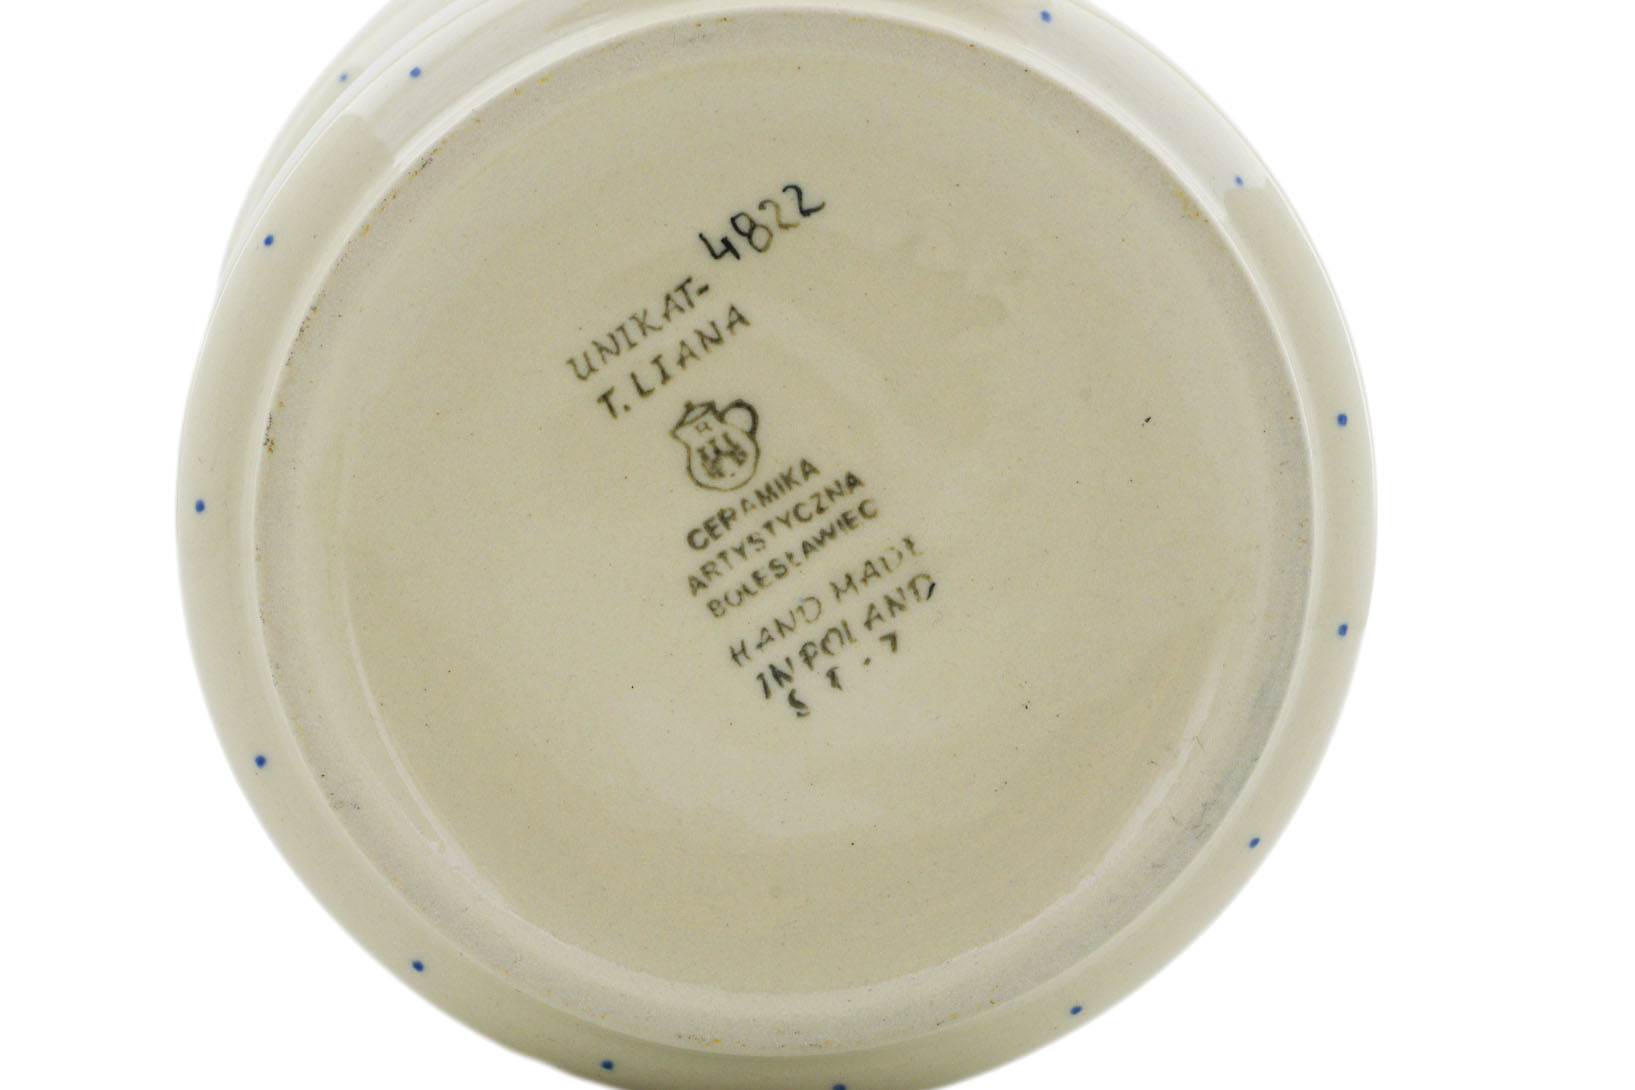 UNIKAT-4822
T. LIANA
CERAMIKA
ARTYSTYCZNA
BOLESŁAWIEC
HAND MADE
IN POLAND